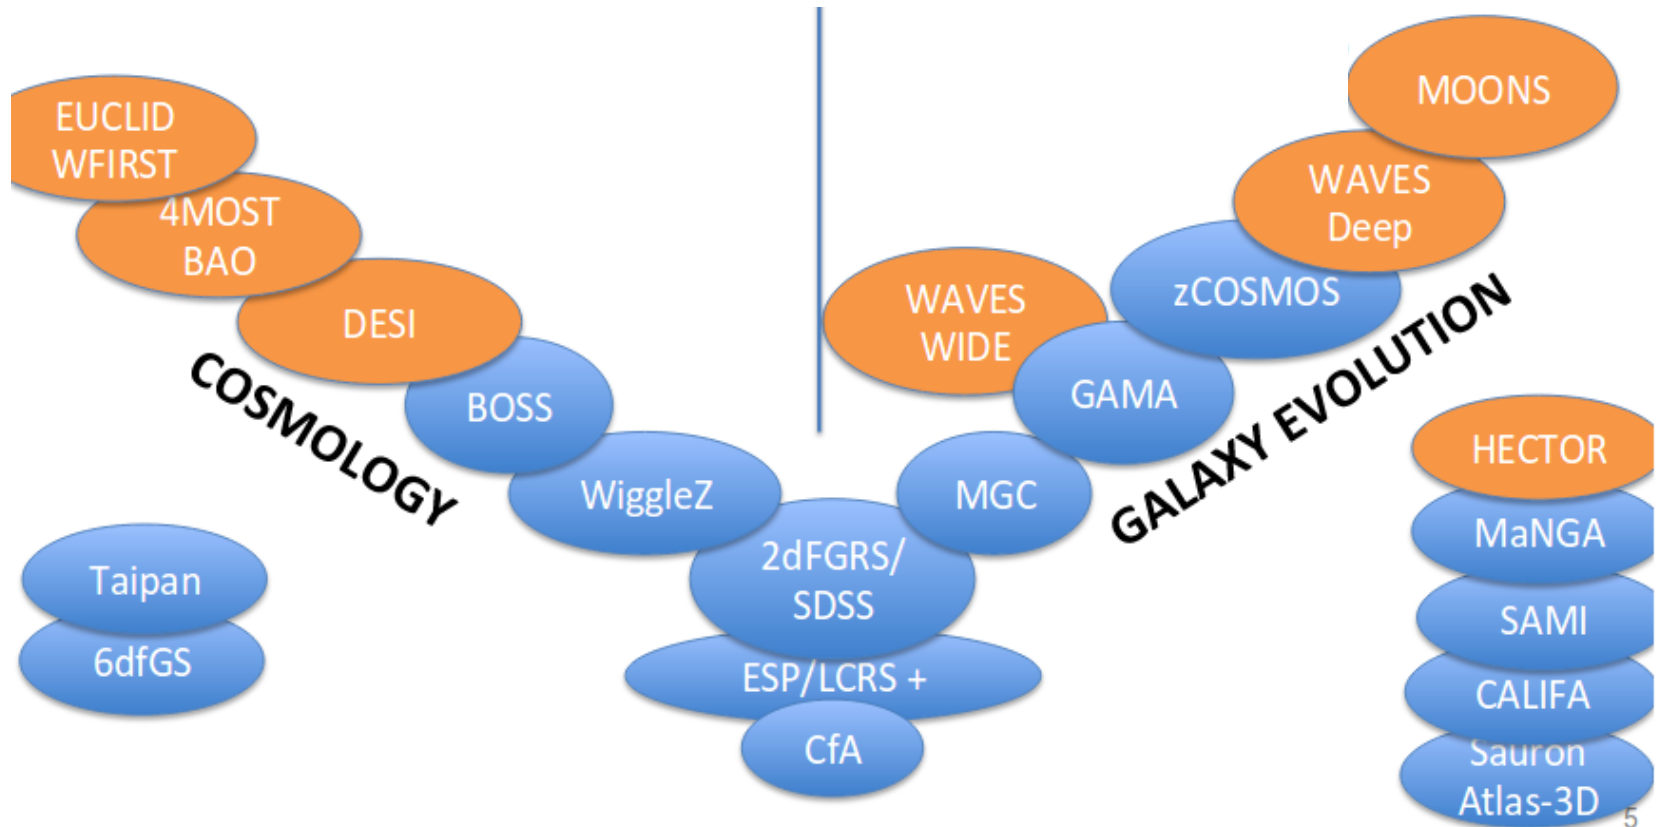 EUCLID
WFIRST
4MOST
BAO
DESI
BOSS
WiggleZ
COSMOLOGY
Taipan
6dfGS
2dFGRS/
SDSS
ESP/LCRS +
CfA
MOONS
WAVES
Deep
zCOSMOS
WAVES
WIDE
GAMA
MGC
GALAXY EVOLUTION
HECTOR
MaNGA
SAMI
CALIFA
Sauron
Atlas-3D
5